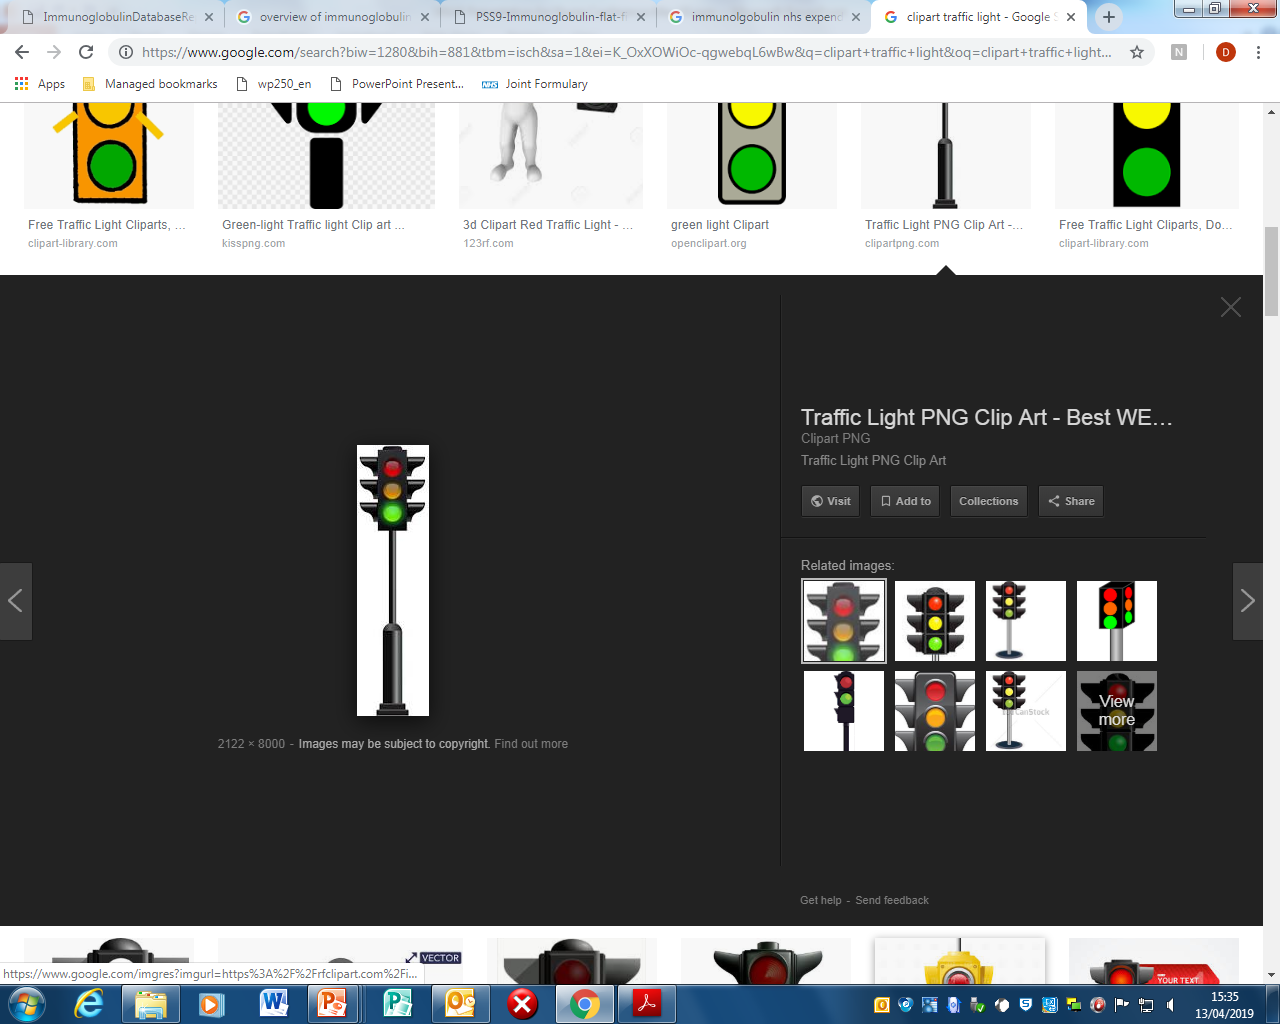 ImmunoglobulinDatabaseRe
overview of immunoglobulin
PSS9-Immunoglobulin-flat-fi
immunolgobulin nhs expend
clipart traffic light - Google S
https://www.google.com/search?biw=1280&bih=881&tbm=isch&sa=1&ei=K_OxXOWiOc-qgwebqL6wBw&q=clipart+traffic+light&oq=clipart+traffic+light...
N
D
Apps
Managed bookmarks
wp250_en
PowerPoint Present...
NHS
Joint Formulary
Free Traffic Light Cliparts, ...
clipart-library.com
Green-light Traffic light Clip art ...
kisspng.com
3d Clipart Red Traffic Light - ...
123rf.com
green light Clipart
openclipart.org
Traffic Light PNG Clip Art -...
clipartpng.com
Free Traffic Light Cliparts, Do...
clipart-library.com
Traffic Light PNG Clip Art - Best WE...
Clipart PNG
Traffic Light PNG Clip Art
Visit
Add to
Collections
Share
Related images:
CanStock
View
more
2122 × 8000 - Images may be subject to copyright. Find out more
Get help - Send feedback
VECTOR
YOUR TEXT
https://www.google.com/imgres?imgurl=https%3A%2F%2Frfclipart.com%2Fi...
15:35
13/04/2019